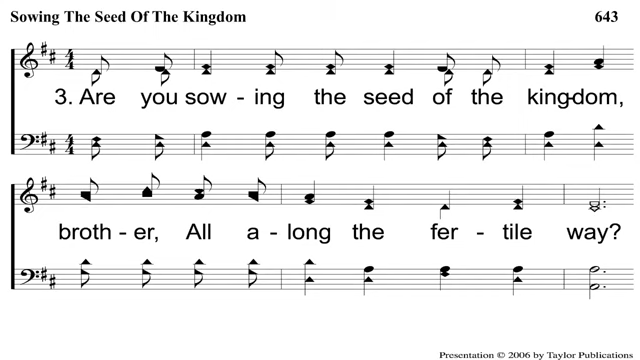 Sowing The Seed Of The Kingdom 643
3. Are you sow - ing the seed of the king-dom,
broth-er, All a-long the fer-tile way?
Presentation © 2006 by Taylor Publications